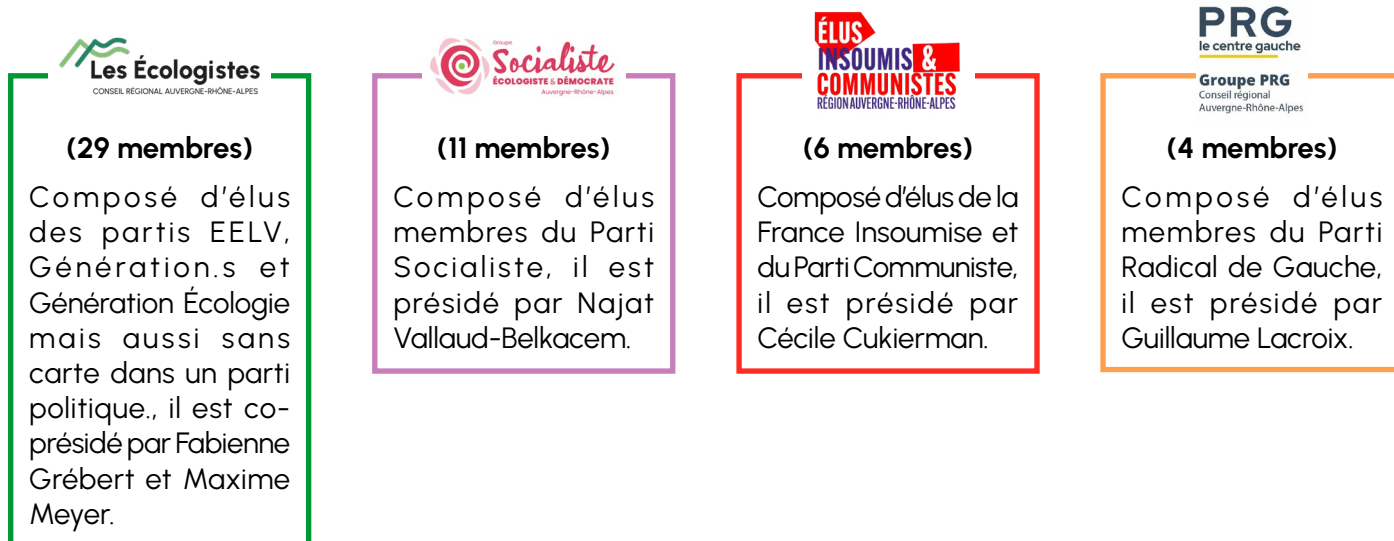 Les Écologistes
CONSEIL RÉGIONAL AUVERGNE-RHÔNE-ALPES
(29 membres)
Composé d'élus
des partis EELV,
Génération.s et
Génération Écologie
mais aussi sans
carte dans un parti
politique., il est co-
présidé par Fabienne
Grébert et Maxime
Meyer.
Groupe
Socialiste
ÉCOLOGISTE & DÉMOCRATE
Auvergne-Rhône-Alpes
(11 membres)
Composé d'élus
membres du Parti
Socialiste, il est
présidé par Najat
Vallaud-Belkacem.
ÉLUS
INSOUMIS &
COMMUNISTES
RÉGION AUVERGNE-RHÔNE-ALPES
(6 membres)
Composé d'élus de la
France Insoumise et
du Parti Communiste,
il est présidé par
Cécile Cukierman.
PRG
le centre gauche
Groupe PRG
Conseil régional
Auvergne-Rhône-Alpes
(4 membres)
Composé d'élus
membres du Parti
Radical de Gauche,
il est présidé par
Guillaume Lacroix.